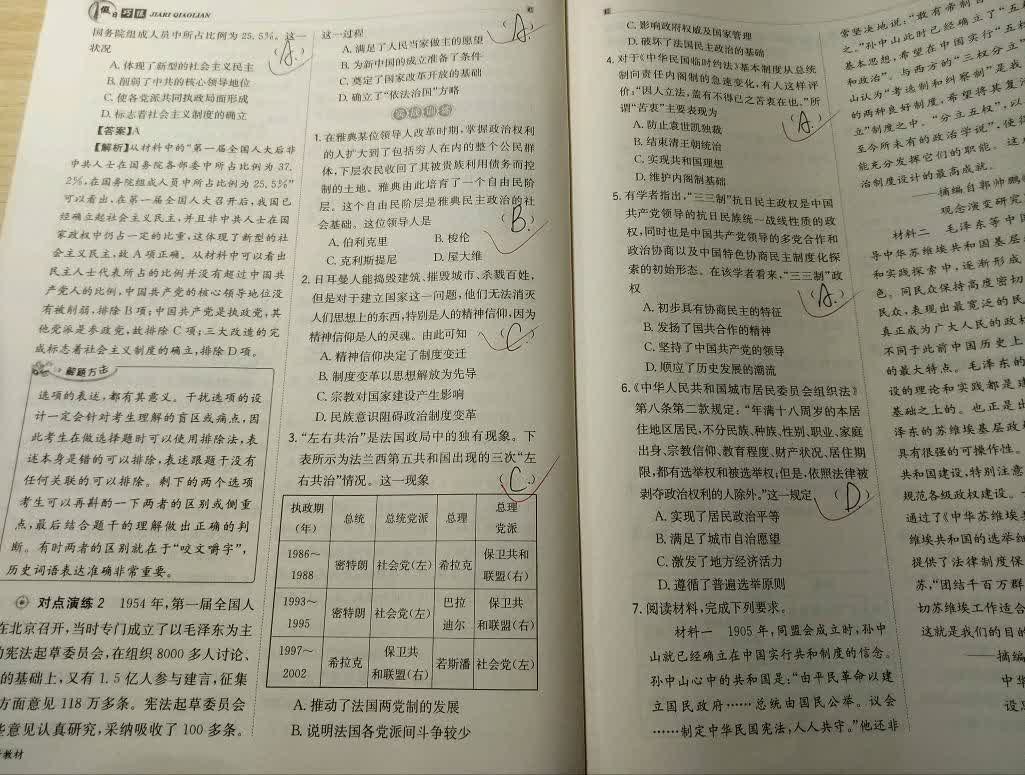 假日巧练 JIARI QIAOLIAN
国务院组成人员中所占比例为 25.5%。这一
状况
(A.)
A. 体现了新型的社会主义民主
B. 削弱了中共的核心领导地位
C. 使各党派共同执政局面形成
D. 标志着社会主义制度的确立
【答案】A
【解析】从材料中的“第一届全国人大后非
中共人士在国务院各部委中所占比例为 37.
2%,在国务院组成人员中所占比例为 25.5%”
可以看出,在第一届全国人大召开后,我国已
经确立起社会主义民主,并且非中共人士在国
家政权中仍占一定的比重,这体现了新型的社
会主义民主,故 A 项正确。从材料中可以看出
民主人士代表所占的比例并没有超过中国共
产党人的比例,中国共产党的核心领导地位没
有被削弱,排除 B 项;中国共产党是执政党,其
他党派是参政党,故排除 C 项;三大改造的完
成标志着社会主义制度的确立,排除 D 项。
解题方法
选项的表述,都有其意义。干扰选项的设
计一定会针对考生理解的盲区或痛点,因
此考生在做选择题时可以使用排除法,表
述本身是错的可以排除,表述跟题干没有
任何关联的可以排除。剩下的两个选项
考生可以再斟酌一下两者的区别或侧重
点,最后结合题干的理解做出正确的判
断。有时两者的区别就在于“咬文嚼字”,
历史词语表达准确非常重要。
对点演练 2 1954 年,第一届全国人
在北京召开,当时专门成立了以毛泽东为主
的宪法起草委员会,在组织 8000 多人讨论、
的基础上,又有 1.5 亿人参与建言,征集
方面意见 118 万多条。宪法起草委员会
些意见认真研究,采纳吸收了 100 多条。
教材
这一过程
(A.)
A. 满足了人民当家做主的愿望
B. 为新中国的成立准备了条件
C. 奠定了国家改革开放的基础
D. 确立了“依法治国”方略
1. 在雅典某位领导人改革时期,掌握政治权利
的人扩大到了包括穷人在内的整个公民群
体,下层农民收回了其被贵族利用债务而控
制的土地。雅典由此培育了一个自由民阶
层。这个自由民阶层是雅典民主政治的社
会基础。这位领导人是
(B.)
A. 伯利克里 B. 梭伦
C. 克利斯提尼 D. 屋大维
2. 日耳曼人能捣毁建筑、摧毁城市、杀戮百姓,
但是对于建立国家这一问题,他们无法消灭
人们思想上的东西,特别是人的精神信仰,因为
精神信仰是人的灵魂。由此可知
(C.)
A. 精神信仰决定了制度变迁
B. 制度变革以思想解放为先导
C. 宗教对国家建设产生影响
D. 民族意识阻碍政治制度变革
3. “左右共治”是法国政局中的独有现象。下
表所示为法兰西第五共和国出现的三次“左
右共治”情况。这一现象
(C.)
执政期(年) 总统 总统党派 总理 总理党派
1986～1988 密特朗 社会党(左) 希拉克 保卫共和联盟(右)
1993～1995 密特朗 社会党(左) 巴拉迪尔 保卫共和联盟(右)
1997～2002 希拉克 保卫共和联盟(右) 若斯潘 社会党(左)
A. 推动了法国两党制的发展
B. 说明法国各党派间斗争较少
C. 影响政府权威及国家管理
D. 破坏了法国民主政治的基础
4. 对于《中华民国临时约法》基本制度从总统
制向责任内阁制的急速变化,有人这样评
价:“因人立法,盖有不得已之苦衷在也。”所
谓“苦衷”主要表现为
(A.)
A. 防止袁世凯独裁
B. 结束清王朝统治
C. 实现共和国理想
D. 维护内阁制基础
5. 有学者指出,“三三制”抗日民主政权是中国
共产党领导的抗日民族统一战线性质的政
权,同时也是中国共产党领导的多党合作和
政治协商以及中国特色协商民主制度化探
索的初始形态。在该学者看来,“三三制”政
权
(A.)
A. 初步具有协商民主的特征
B. 发扬了国共合作的精神
C. 坚持了中国共产党的领导
D. 顺应了历史发展的潮流
6. 《中华人民共和国城市居民委员会组织法》
第八条第二款规定:“年满十八周岁的本居
住地区居民,不分民族、种族、性别、职业、家庭
出身、宗教信仰、教育程度、财产状况、居住期
限,都有选举权和被选举权;但是,依照法律被
剥夺政治权利的人除外。”这一规定
(D)
A. 实现了居民政治平等
B. 满足了城市自治愿望
C. 激发了地方经济活力
D. 遵循了普遍选举原则
7. 阅读材料,完成下列要求。
材料一 1905 年,同盟会成立时,孙中
山就已经确立在中国实行共和制度的信念。
孙中山心中的共和国是:“由平民革命以建
立国民政府……总统由国民公举。议会
……制定中华民国宪法,人人共守。”他还非
常坚决地说:“敢有帝制自
之。”孙中山此时已经确立了“五
基本思想,希望在中国实行“五权
和政治”。与西方的“三权分立”
山认为“考选制和纠察制”是我
的两种良好制度,希望将其复
立”制度之中,“分立五权”,以
至今所未有的政治学说”,使得
能充分发挥它们的职能。这
治制度设计的最高成就。
——摘编自郭帅鹏
观念演变研究
材料二 毛泽东等中
导中华苏维埃共和国基层
和实践探索中,逐渐形成
色。同民众保持高度密切
民众,表现出最宽泛的民
真正成为广大人民的政权
不同于此前中国历史上
的最大特点。毛泽东的
设的理论和实践都是建
基础之上的。也正是出
泽东的苏维埃基层政
具有很强的可操作性。
共和国建设,特别注意
规范各级政权建设。
通过了《中华苏维埃
维埃共和国的选举细
提供了法律制度保
苏,“团结千百万群
切苏维埃工作适合
这就是我们的目的
——摘编
中华
设